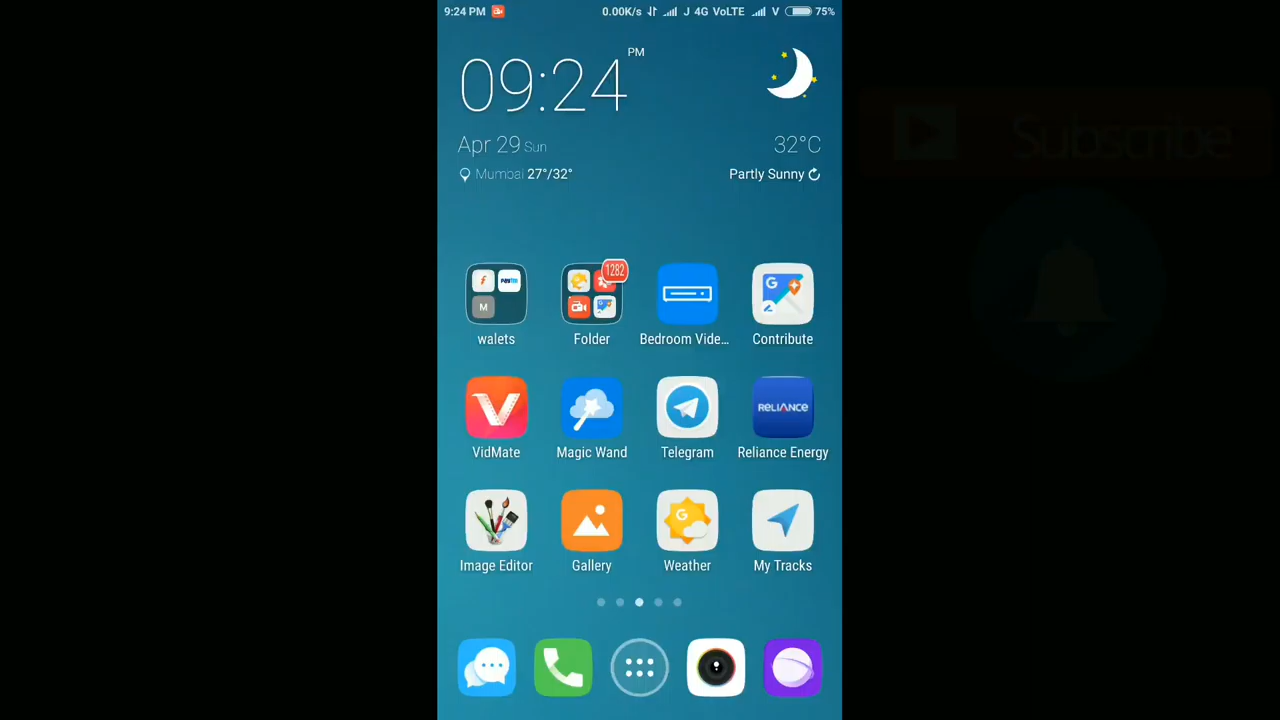 9:24 PM 0.00K/s J 4G VoLTE V 75%
PM
09:24
Apr 29 Sun 32°C
Mumbai 27°/32° Partly Sunny
Subscribe
1282
Paytm
M
G
walets Folder Bedroom Vide... Contribute
RELIANCE
VidMate Magic Wand Telegram Reliance Energy
G
Image Editor Gallery Weather My Tracks